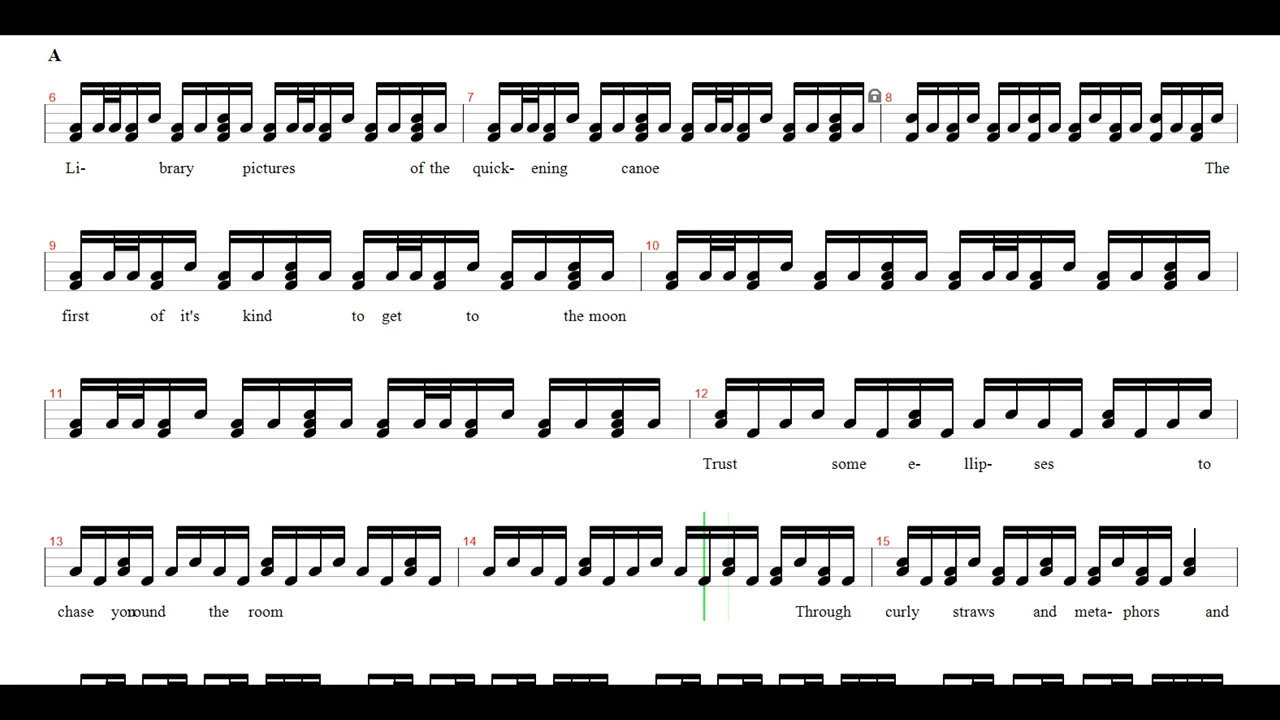 A
6 7 8
Li- brary pictures of the quick- ening canoe The
9 10
first of it's kind to get to the moon
11 12
Trust some e- llip- ses to
13 14 15
chase you round the room Through curly straws and meta- phors and